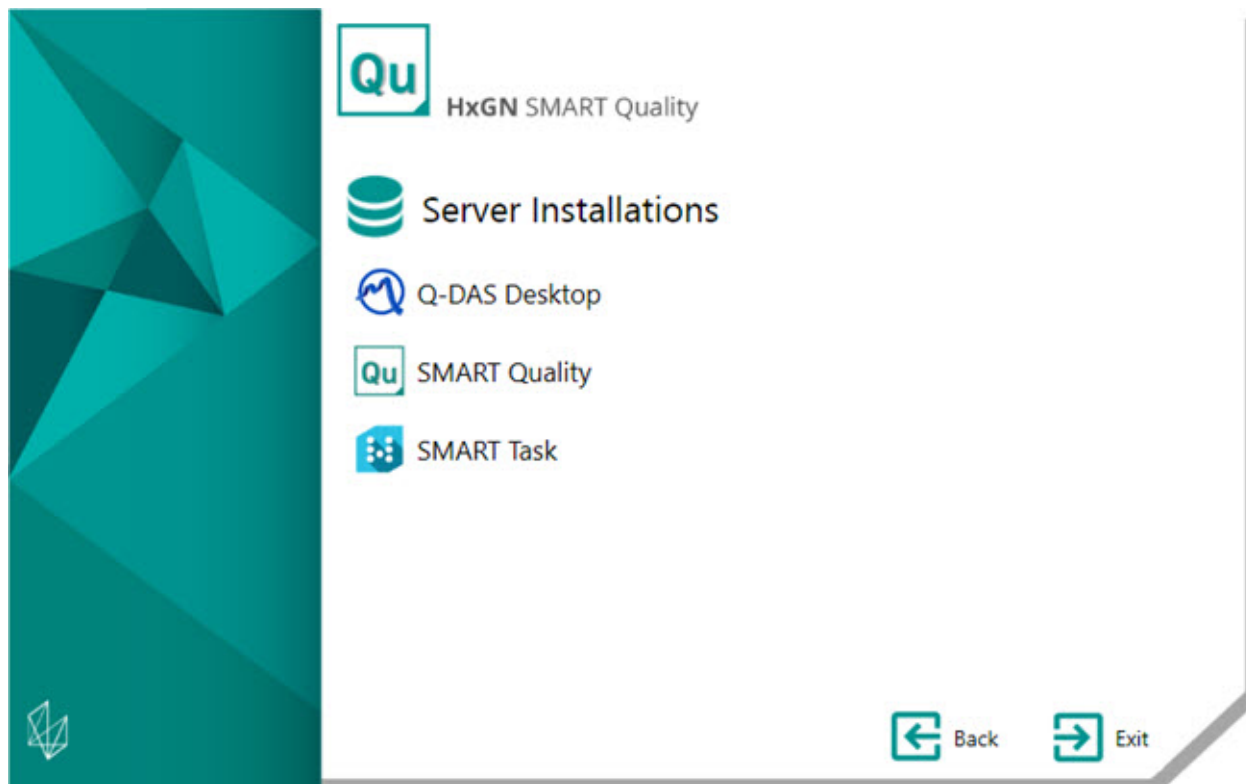 Qu
HxGN SMART Quality
Server Installations
Q-DAS Desktop
Qu SMART Quality
SMART Task
Back Exit